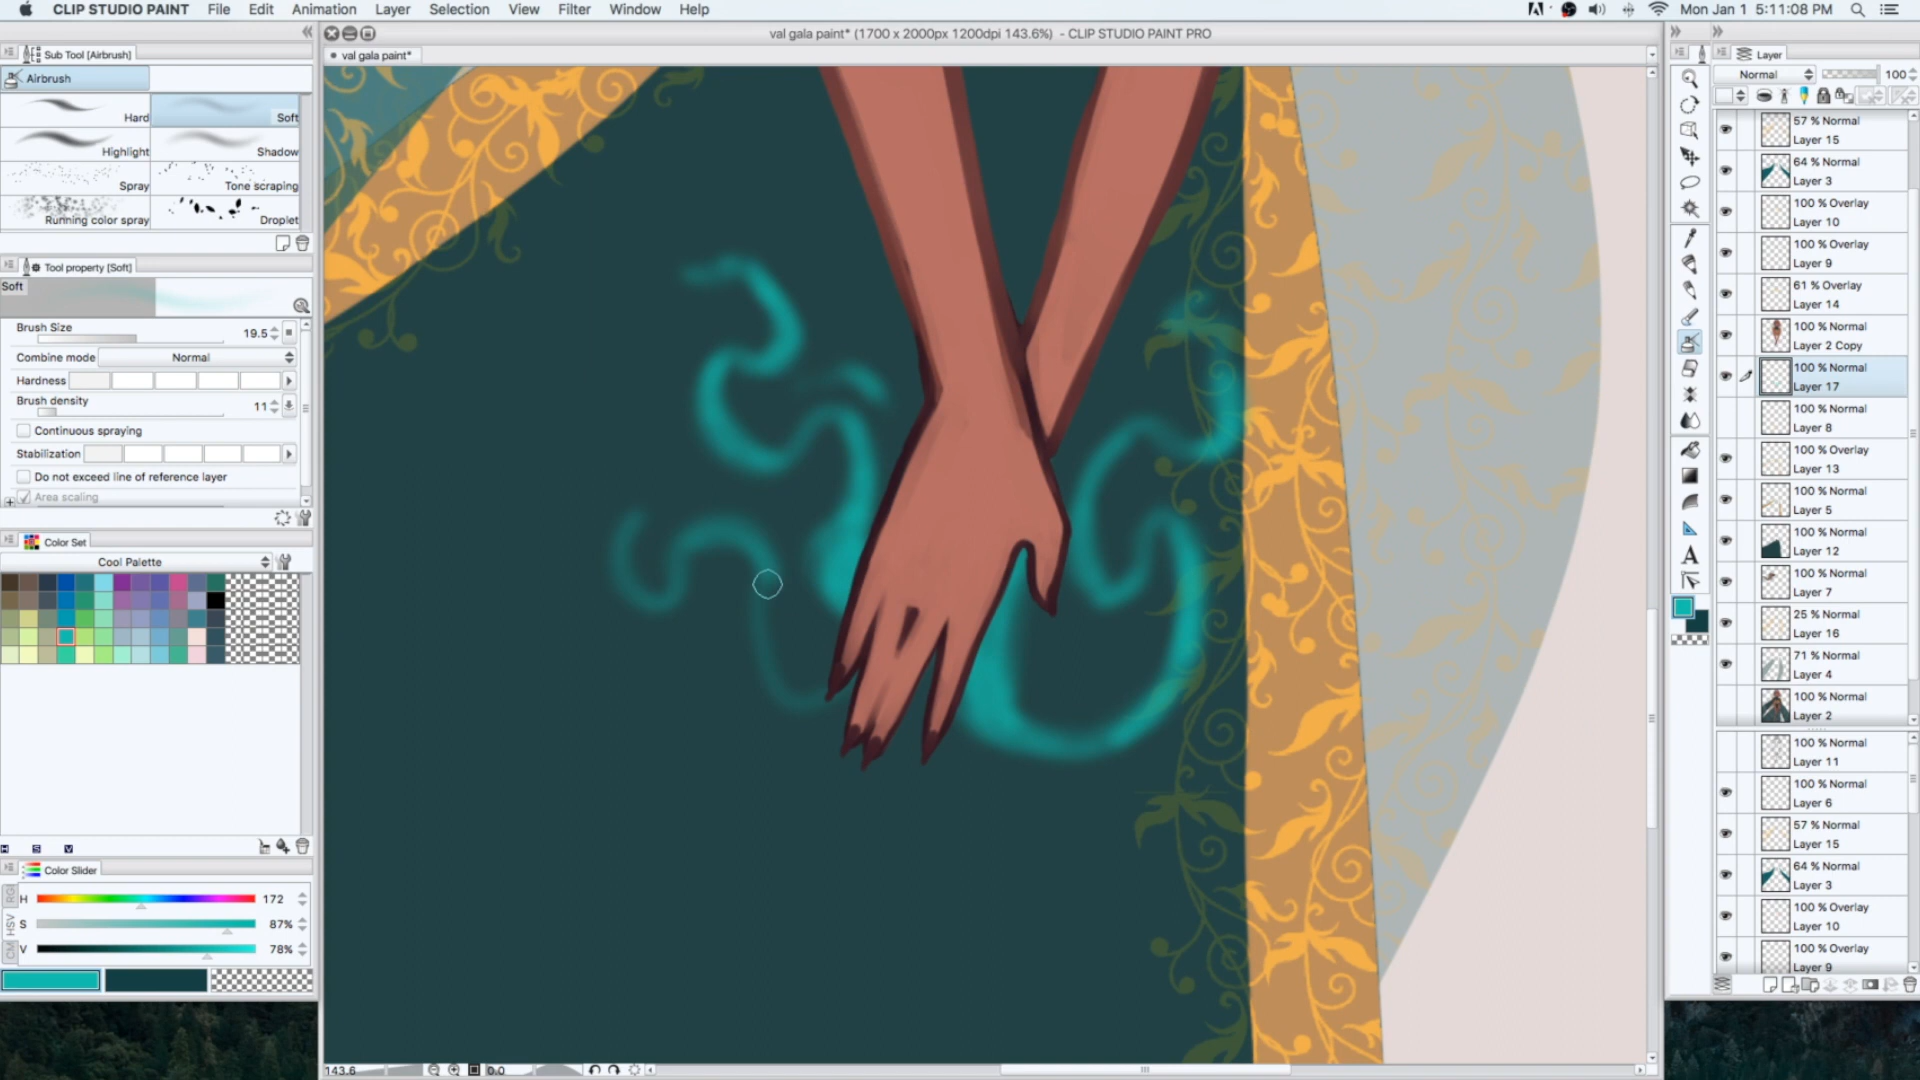 CLIP STUDIO PAINT File Edit Animation Layer Selection View Filter Window Help Mon Jan 1 5:11:08 PM
val gala paint* (1700 x 2000px 1200dpi 143.6%) - CLIP STUDIO PAINT PRO
val gala paint*
Sub Tool [Airbrush]
Airbrush
Hard Soft
Highlight Shadow
Spray Tone scraping
Running color spray Droplet
Tool property [Soft]
Soft
Brush Size 19.5
Combine mode Normal
Hardness
Brush density 11
Continuous spraying
Stabilization
Do not exceed line of reference layer
Area scaling
Color Set
Cool Palette
H S V
Color Slider
H 172
S 87%
V 78%
HSV
143.6 0.0
Layer
Normal 100
57 % Normal
Layer 15
64 % Normal
Layer 3
100 % Overlay
Layer 10
100 % Overlay
Layer 9
61 % Overlay
Layer 14
100 % Normal
Layer 2 Copy
100 % Normal
Layer 17
100 % Normal
Layer 8
100 % Overlay
Layer 13
100 % Normal
Layer 5
100 % Normal
Layer 12
100 % Normal
Layer 7
25 % Normal
Layer 16
71 % Normal
Layer 4
100 % Normal
Layer 2
100 % Normal
Layer 11
100 % Normal
Layer 6
57 % Normal
Layer 15
64 % Normal
Layer 3
100 % Overlay
Layer 10
100 % Overlay
Layer 9